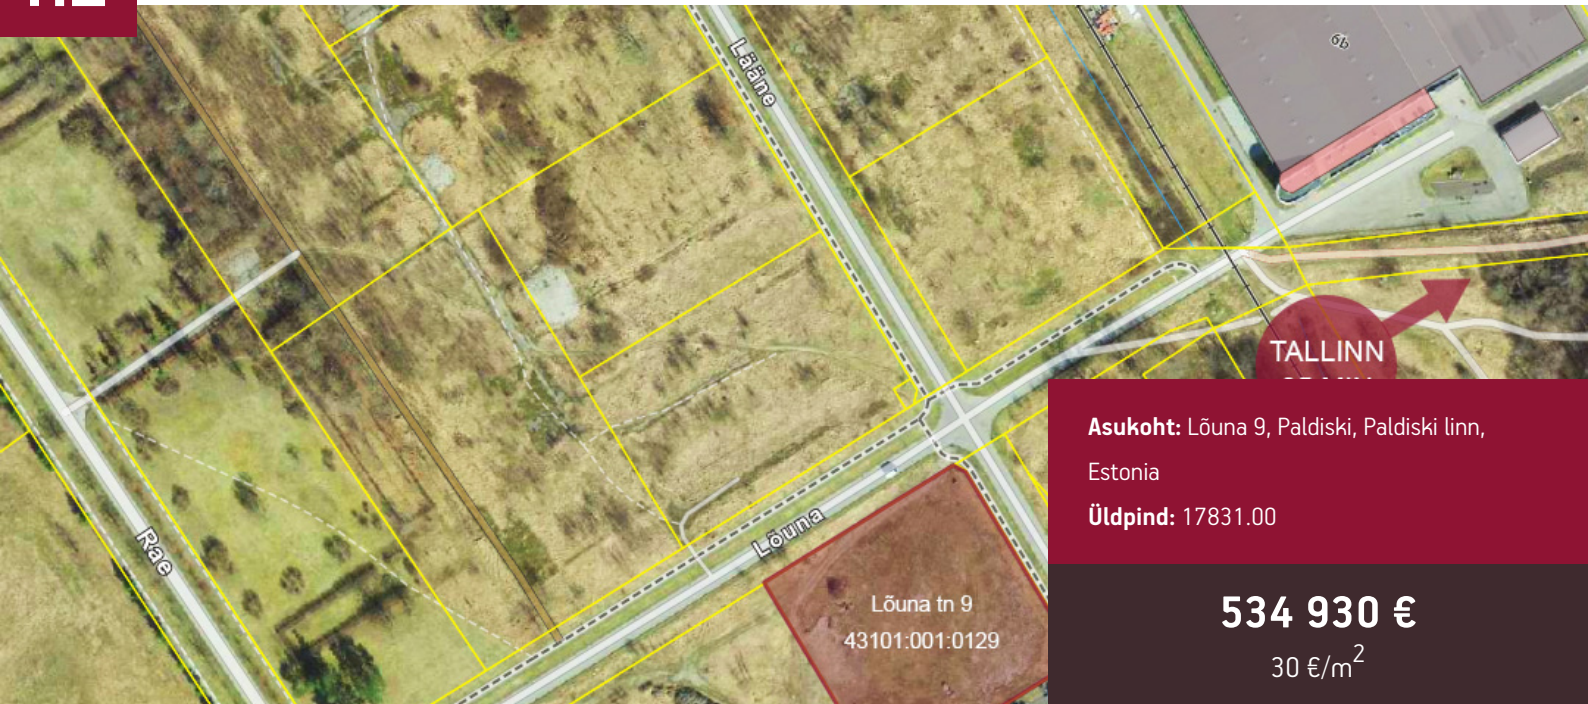 Lääne
6b
TALLINN
Asukoht: Lõuna 9, Paldiski, Paldiski linn,
Estonia
Üldpind: 17831.00
Lõuna
Rae
Lõuna tn 9
43101:001:0129
534 930 €
30 €/m²